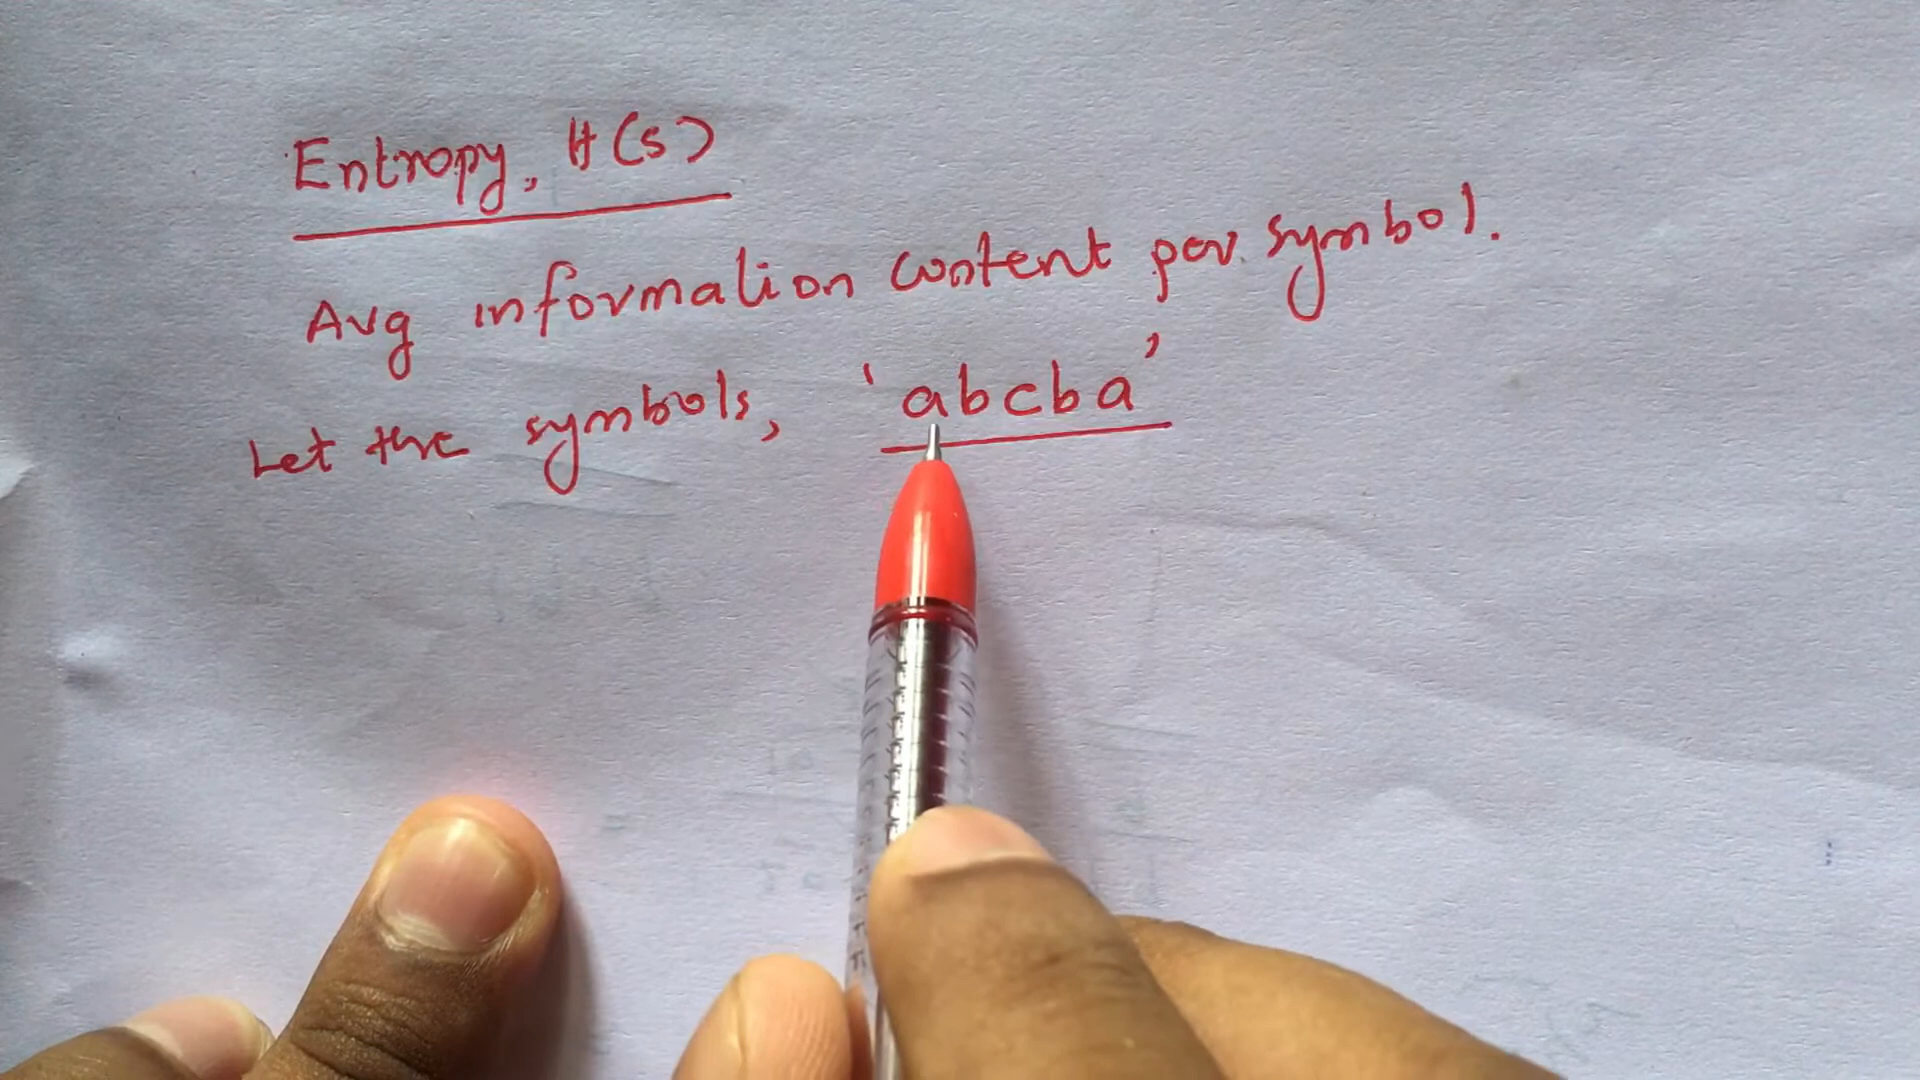 Entropy, H(s)
Avg information content per symbol.
Let the symbols, 'abcba'